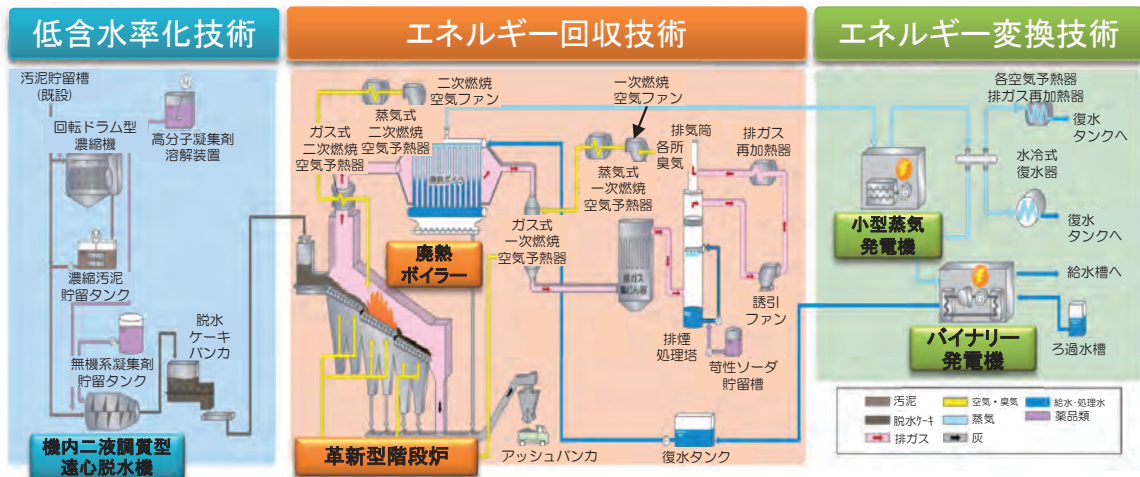 低含水率化技術
エネルギー回収技術
エネルギー変換技術
汚泥貯留槽
(既設)
M
高分子凝集剤
溶解装置
回転ドラム型
濃縮機
M
濃縮汚泥
貯留タンク
無機系凝集剤
貯留タンク
脱水
ケーキ
バンカ
機内二液調質型
遠心脱水機
二次燃焼
空気ファン
蒸気式
二次燃焼
空気予熱器
ガス式
二次燃焼
空気予熱器
廃熱ボイラ
廃熱
ボイラー
一次燃焼
空気ファン
各所
臭気
蒸気式
一次燃焼
空気予熱器
ガス式
一次燃焼
空気予熱器
排気筒
排ガス
再加熱器
排ガス
集じん器
誘引
ファン
排煙
処理塔
苛性ソーダ
貯留槽
革新型階段炉
アッシュバンカ
復水タンク
各空気予熱器
排ガス再加熱器
復水
タンクへ
水冷式
復水器
復水
タンクへ
小型蒸気
発電機
給水槽へ
バイナリー
発電機
ろ過水槽
汚泥
空気・臭気
給水・処理水
脱水ケーキ
蒸気
薬品類
排ガス
灰